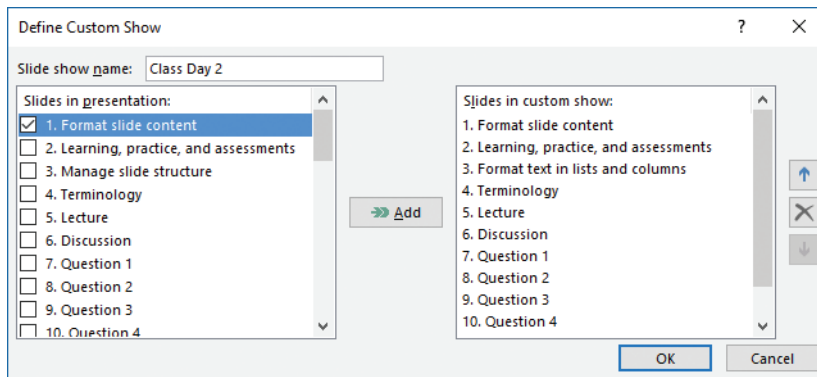 Define Custom Show
?
Slide show name: Class Day 2
Slides in presentation:
1. Format slide content
2. Learning, practice, and assessments
3. Manage slide structure
4. Terminology
5. Lecture
6. Discussion
7. Question 1
8. Question 2
9. Question 3
10. Question 4
Add
Slides in custom show:
1. Format slide content
2. Learning, practice, and assessments
3. Format text in lists and columns
4. Terminology
5. Lecture
6. Discussion
7. Question 1
8. Question 2
9. Question 3
10. Question 4
OK
Cancel